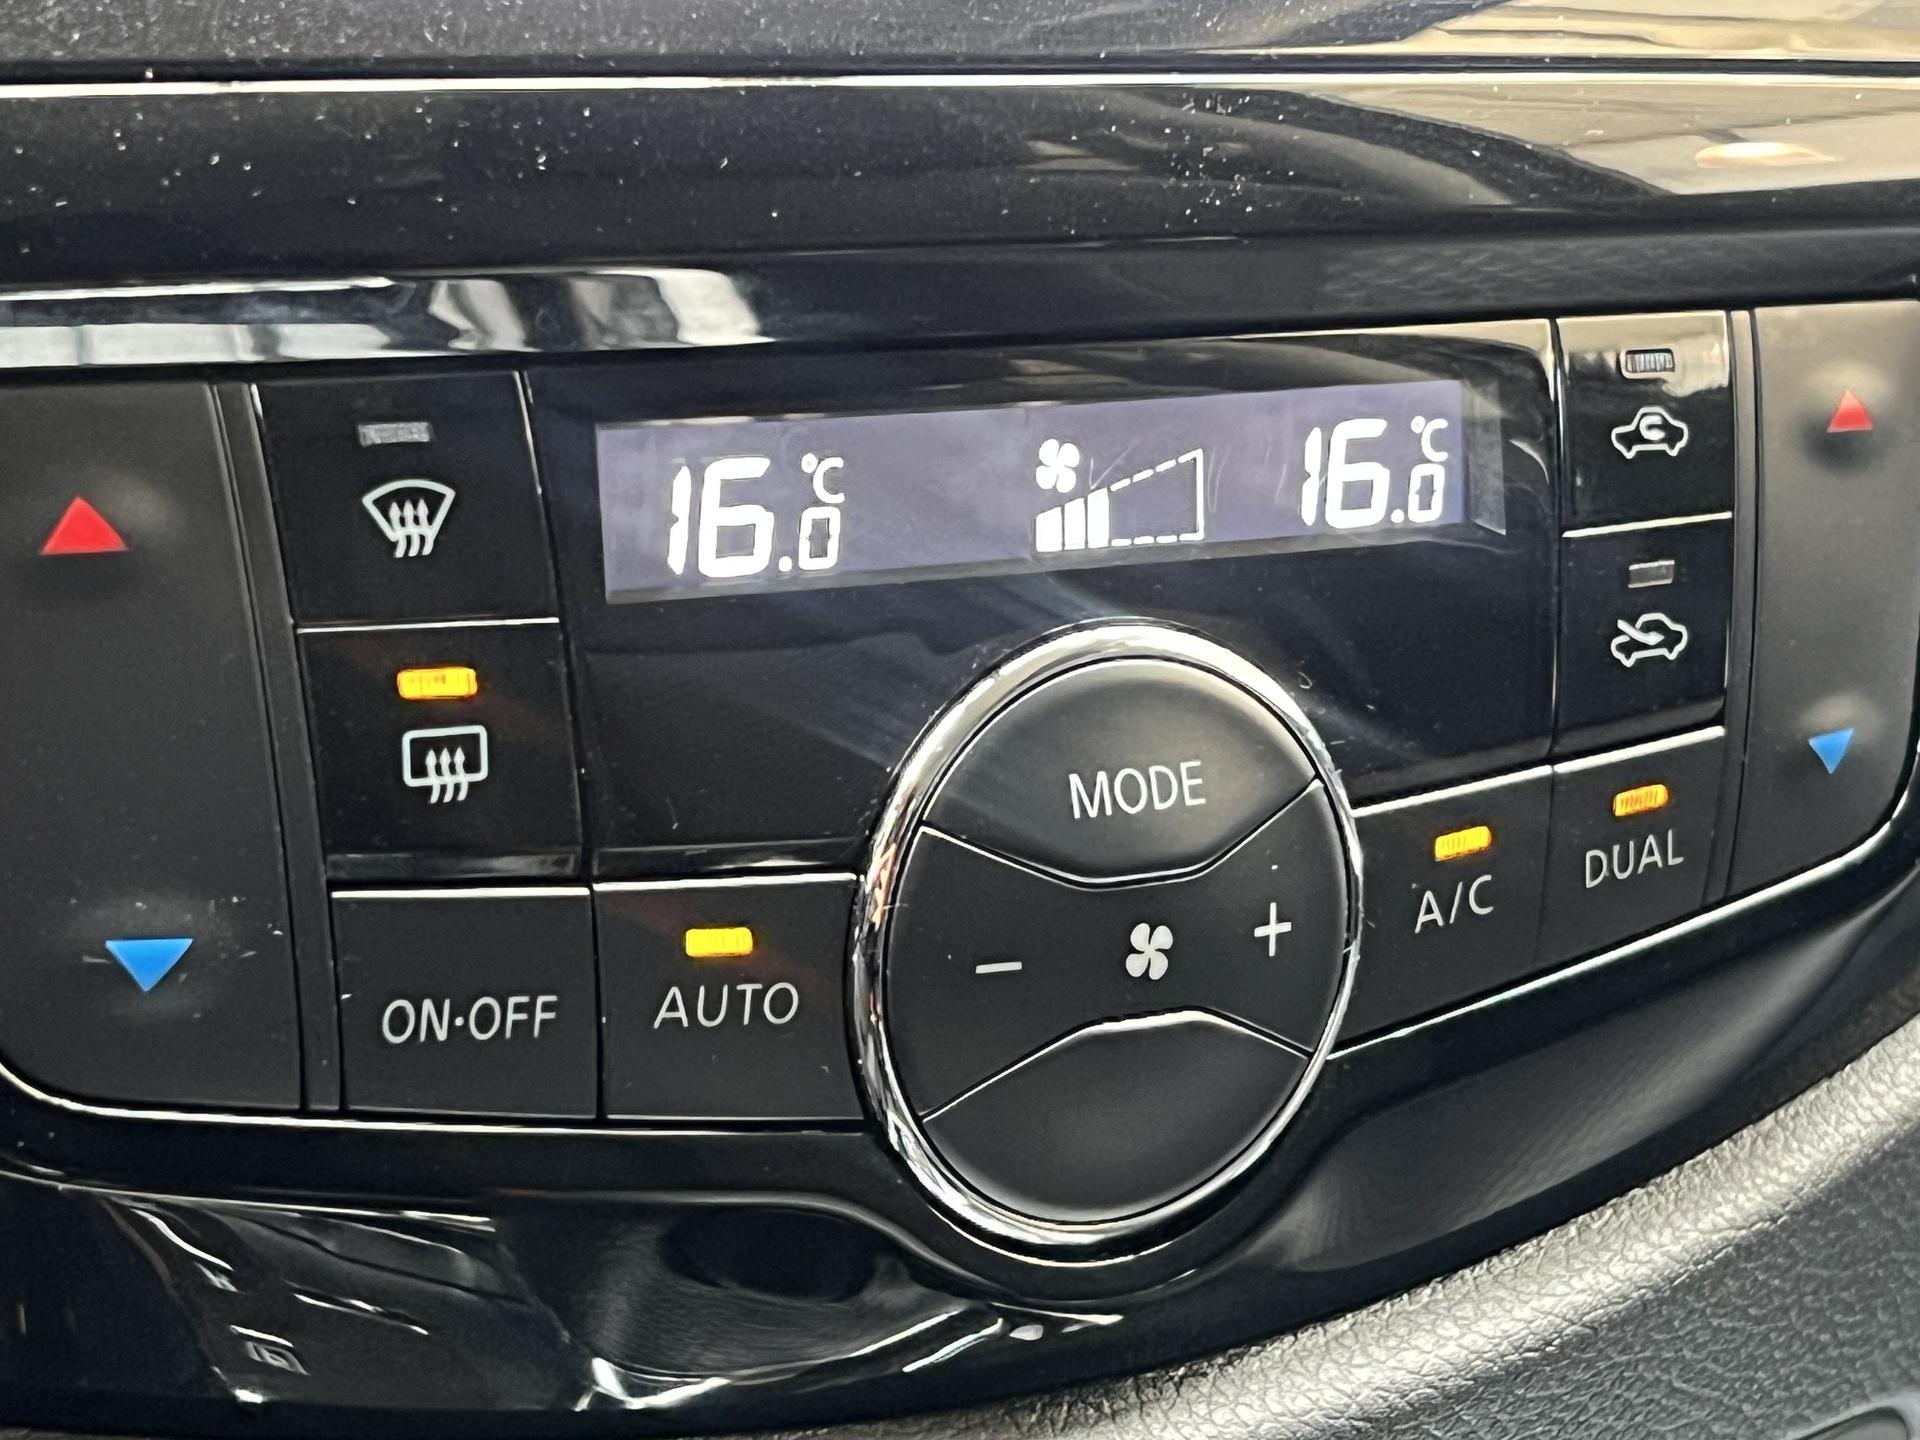 16.0 °C
16.0 °C
MODE
- +
A/C
DUAL
ON·OFF
AUTO